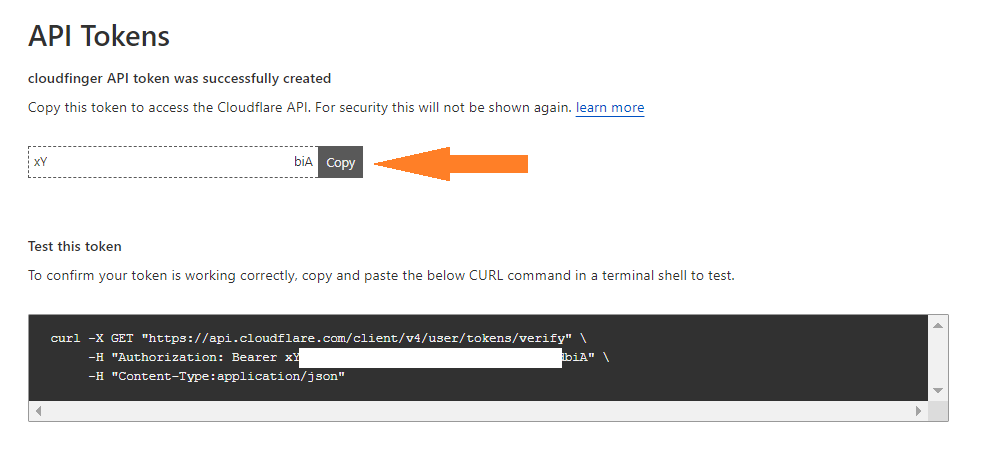 API Tokens
cloudfinger API token was successfully created
Copy this token to access the Cloudflare API. For security this will not be shown again. learn more
xY biA Copy
Test this token
To confirm your token is working correctly, copy and paste the below CURL command in a terminal shell to test.
curl -X GET "https://api.cloudflare.com/client/v4/user/tokens/verify" \
-H "Authorization: Bearer xY biA" \
-H "Content-Type:application/json"